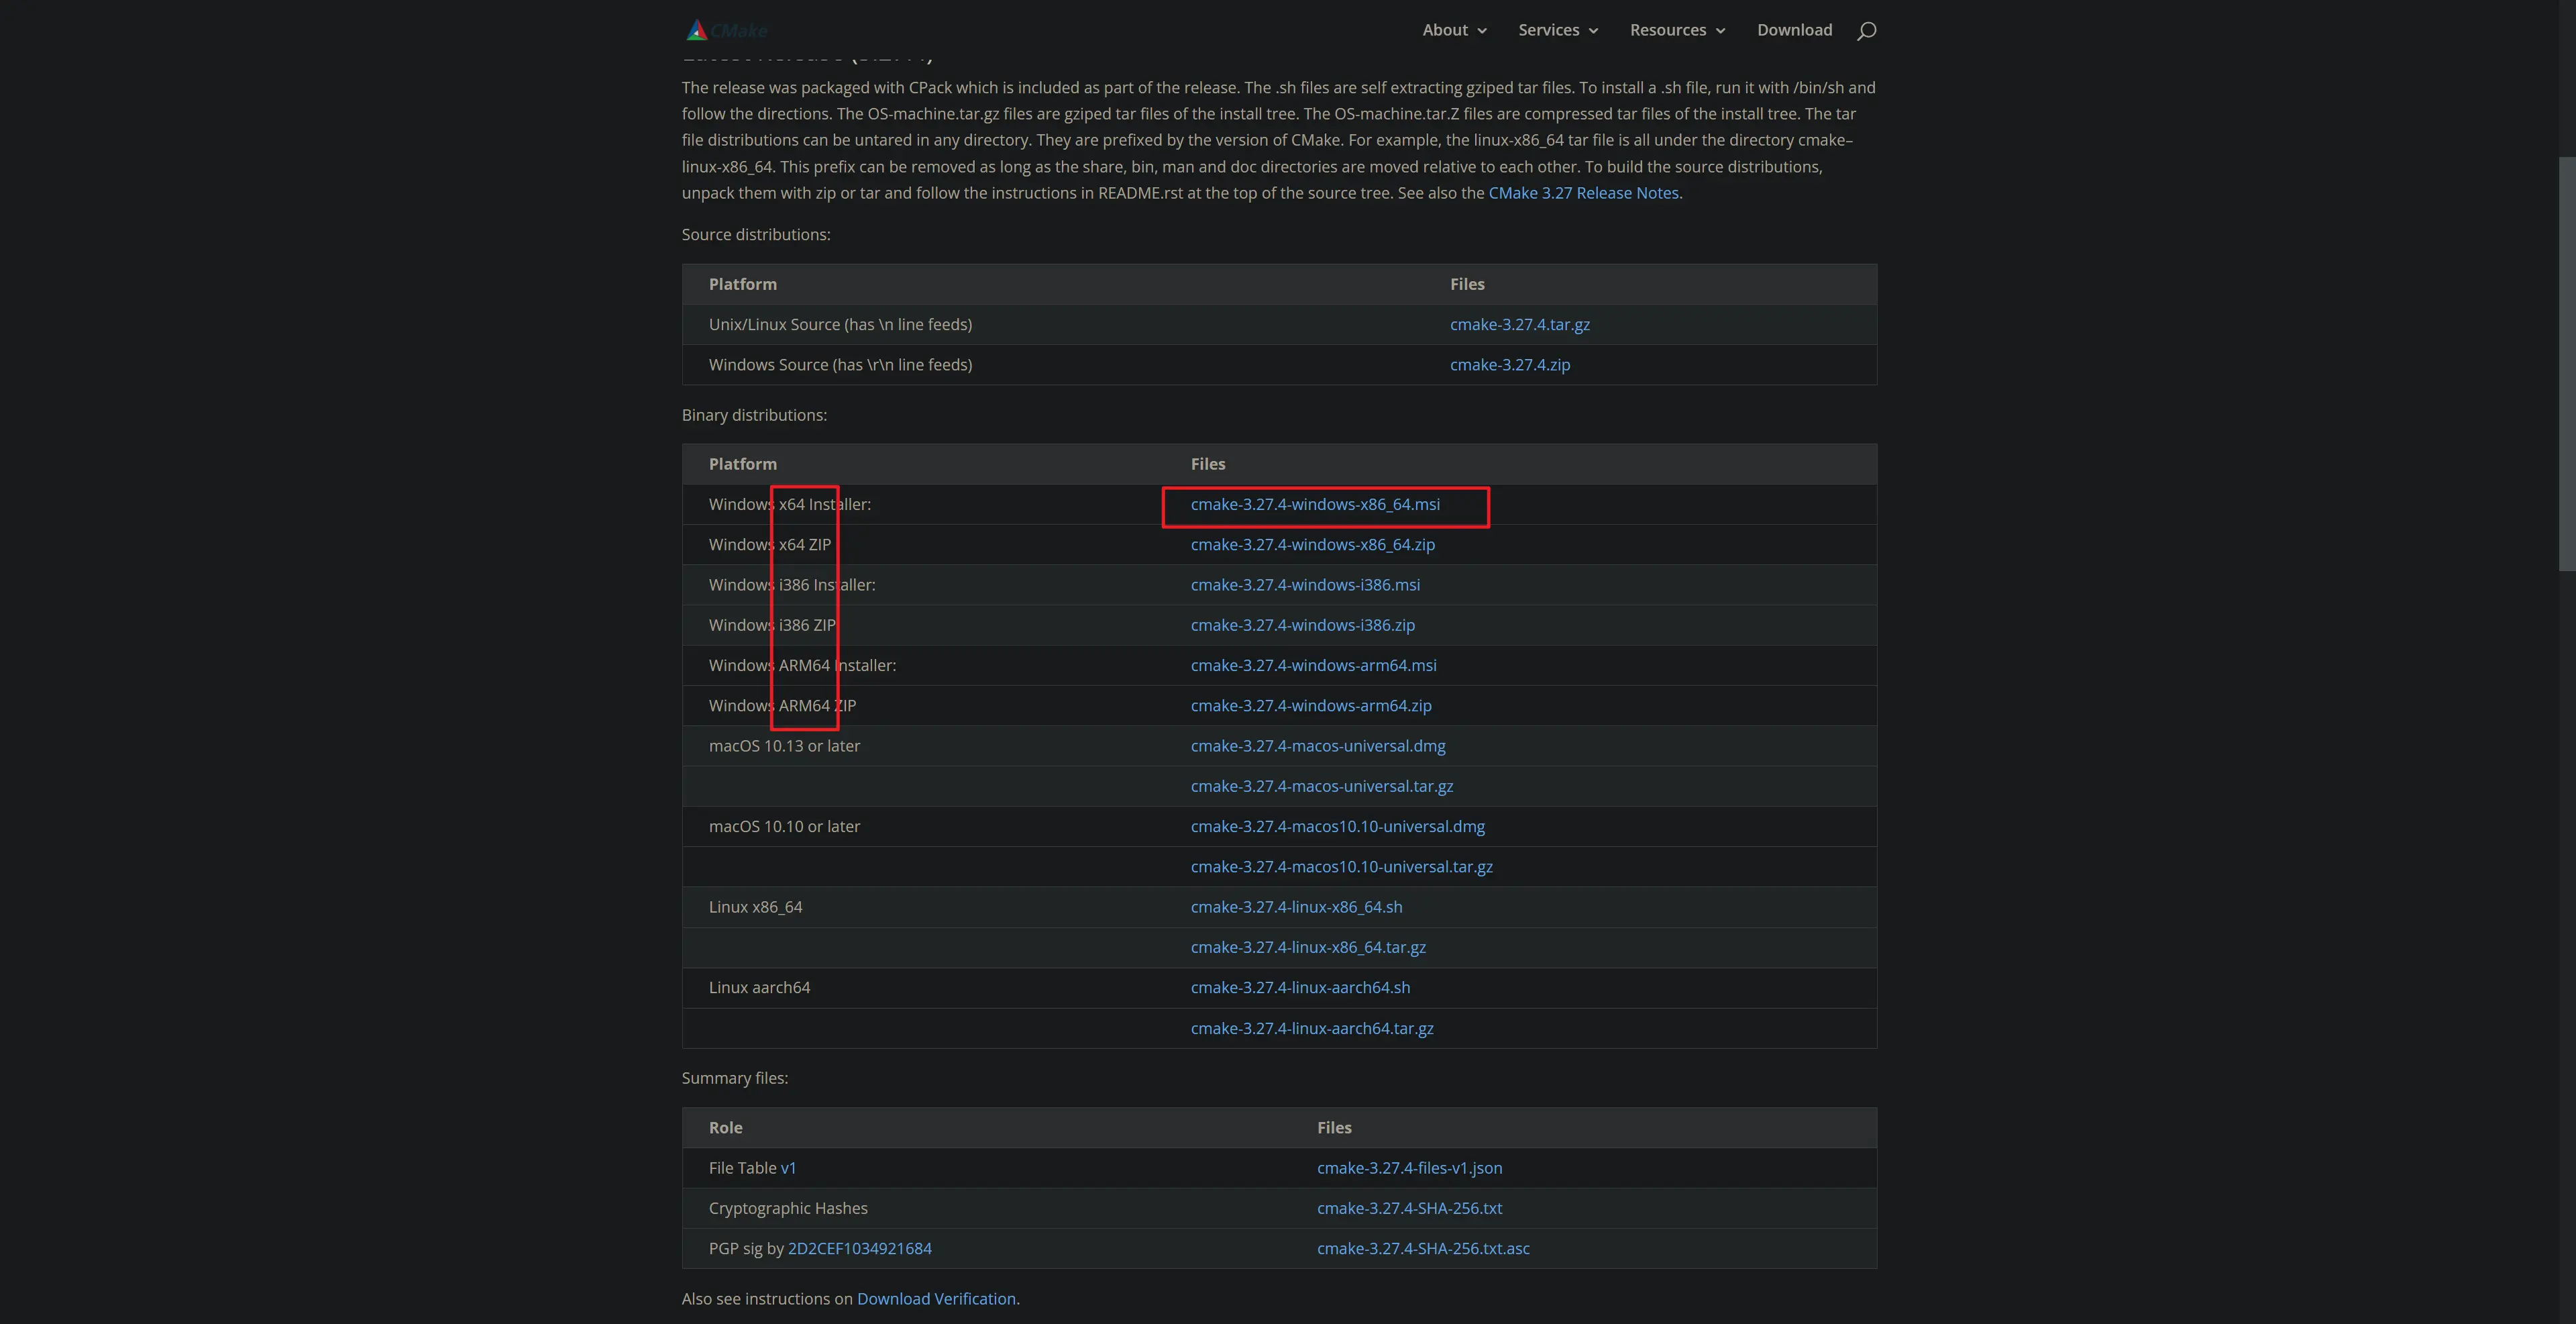 CMake
About
Services
Resources
Download
The release was packaged with CPack which is included as part of the release. The .sh files are self extracting gziped tar files. To install a .sh file, run it with /bin/sh and
follow the directions. The OS-machine.tar.gz files are gziped tar files of the install tree. The OS-machine.tar.Z files are compressed tar files of the install tree. The tar
file distributions can be untared in any directory. They are prefixed by the version of CMake. For example, the linux-x86_64 tar file is all under the directory cmake–
linux-x86_64. This prefix can be removed as long as the share, bin, man and doc directories are moved relative to each other. To build the source distributions,
unpack them with zip or tar and follow the instructions in README.rst at the top of the source tree. See also the CMake 3.27 Release Notes.
Source distributions:
Platform Files
Unix/Linux Source (has \n line feeds) cmake-3.27.4.tar.gz
Windows Source (has \r\n line feeds) cmake-3.27.4.zip
Binary distributions:
Platform Files
Windows x64 Installer: cmake-3.27.4-windows-x86_64.msi
Windows x64 ZIP cmake-3.27.4-windows-x86_64.zip
Windows i386 Installer: cmake-3.27.4-windows-i386.msi
Windows i386 ZIP cmake-3.27.4-windows-i386.zip
Windows ARM64 Installer: cmake-3.27.4-windows-arm64.msi
Windows ARM64 ZIP cmake-3.27.4-windows-arm64.zip
macOS 10.13 or later cmake-3.27.4-macos-universal.dmg
cmake-3.27.4-macos-universal.tar.gz
macOS 10.10 or later cmake-3.27.4-macos10.10-universal.dmg
cmake-3.27.4-macos10.10-universal.tar.gz
Linux x86_64 cmake-3.27.4-linux-x86_64.sh
cmake-3.27.4-linux-x86_64.tar.gz
Linux aarch64 cmake-3.27.4-linux-aarch64.sh
cmake-3.27.4-linux-aarch64.tar.gz
Summary files:
Role Files
File Table v1 cmake-3.27.4-files-v1.json
Cryptographic Hashes cmake-3.27.4-SHA-256.txt
PGP sig by 2D2CEF1034921684 cmake-3.27.4-SHA-256.txt.asc
Also see instructions on Download Verification.